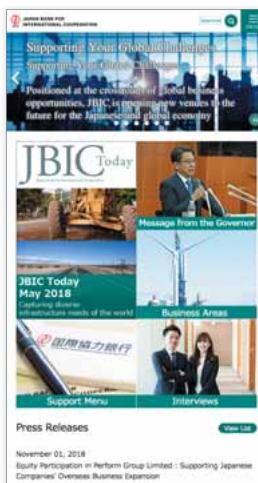 JAPAN BANK FOR
INTERNATIONAL COOPERATION
Supporting Your Global Challenges
Supporting Your Global Challenges
Positioned at the crossroads of global business
opportunities, JBIC is opening new venues to the
future for the Japanese and global economy
JBIC Today
Message from the Governor
JBIC Today
May 2018
Capturing diverse
infrastructure needs of the world
Business Areas
国際協力銀行
Support Menu
Interviews
Press Releases
View List
November 01, 2018
Equity Participation in Perform Group Limited : Supporting Japanese
Companies' Overseas Business Expansion